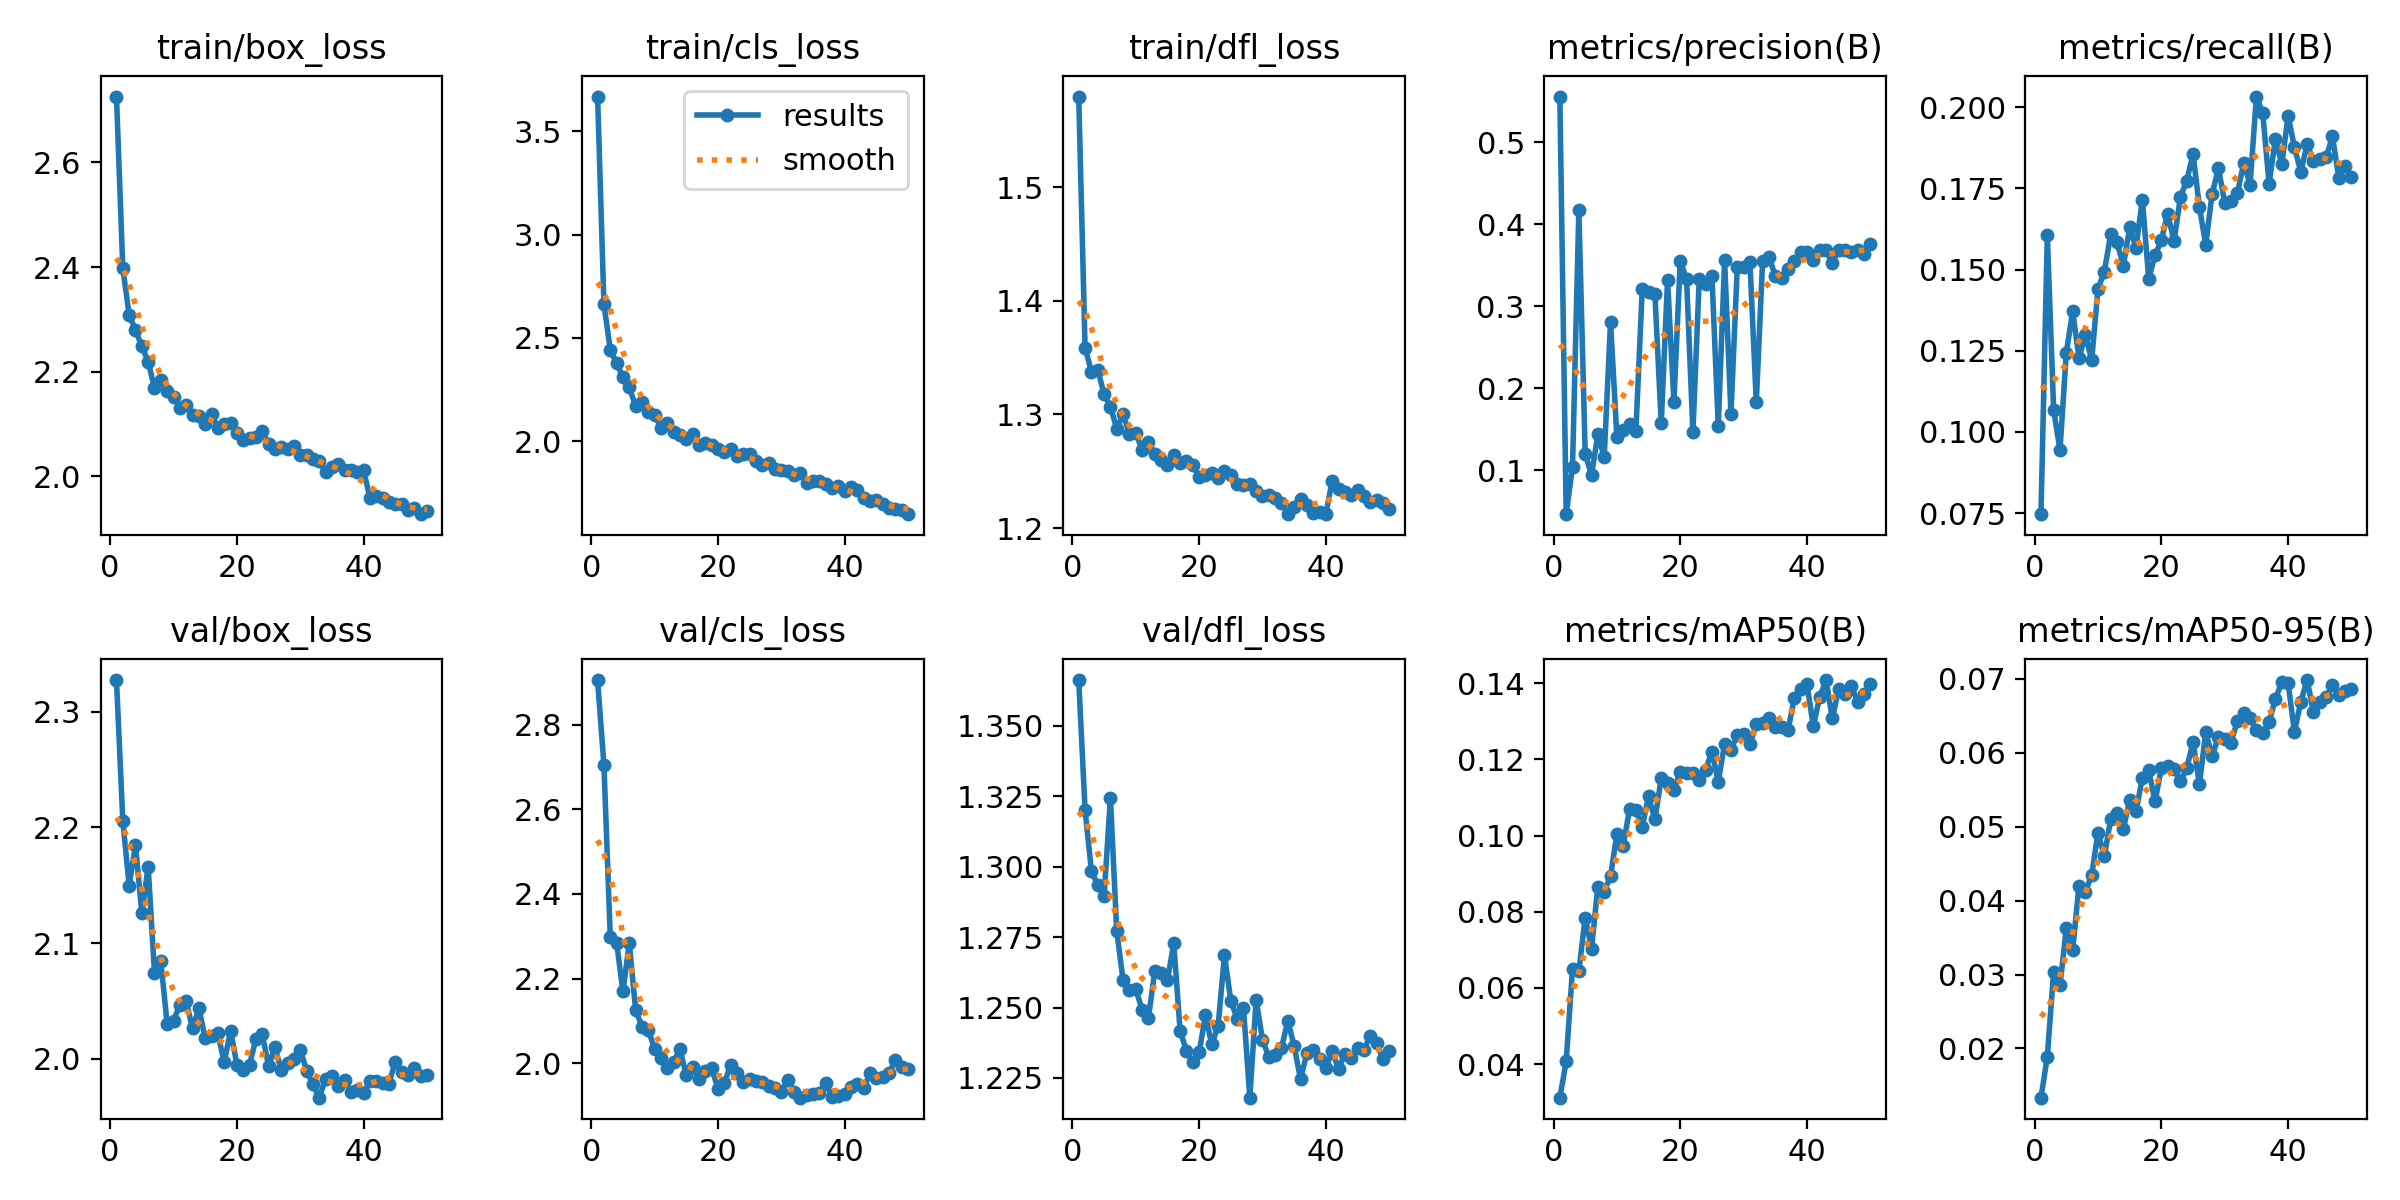 train/box_loss
2.6
2.4
2.2
2.0
0 20 40
train/cls_loss
results
smooth
3.5
3.0
2.5
2.0
0 20 40
train/dfl_loss
1.5
1.4
1.3
1.2
0 20 40
metrics/precision(B)
0.5
0.4
0.3
0.2
0.1
0 20 40
metrics/recall(B)
0.200
0.175
0.150
0.125
0.100
0.075
0 20 40
val/box_loss
2.3
2.2
2.1
2.0
0 20 40
val/cls_loss
2.8
2.6
2.4
2.2
2.0
0 20 40
val/dfl_loss
1.350
1.325
1.300
1.275
1.250
1.225
0 20 40
metrics/mAP50(B)
0.14
0.12
0.10
0.08
0.06
0.04
0 20 40
metrics/mAP50-95(B)
0.07
0.06
0.05
0.04
0.03
0.02
0 20 40